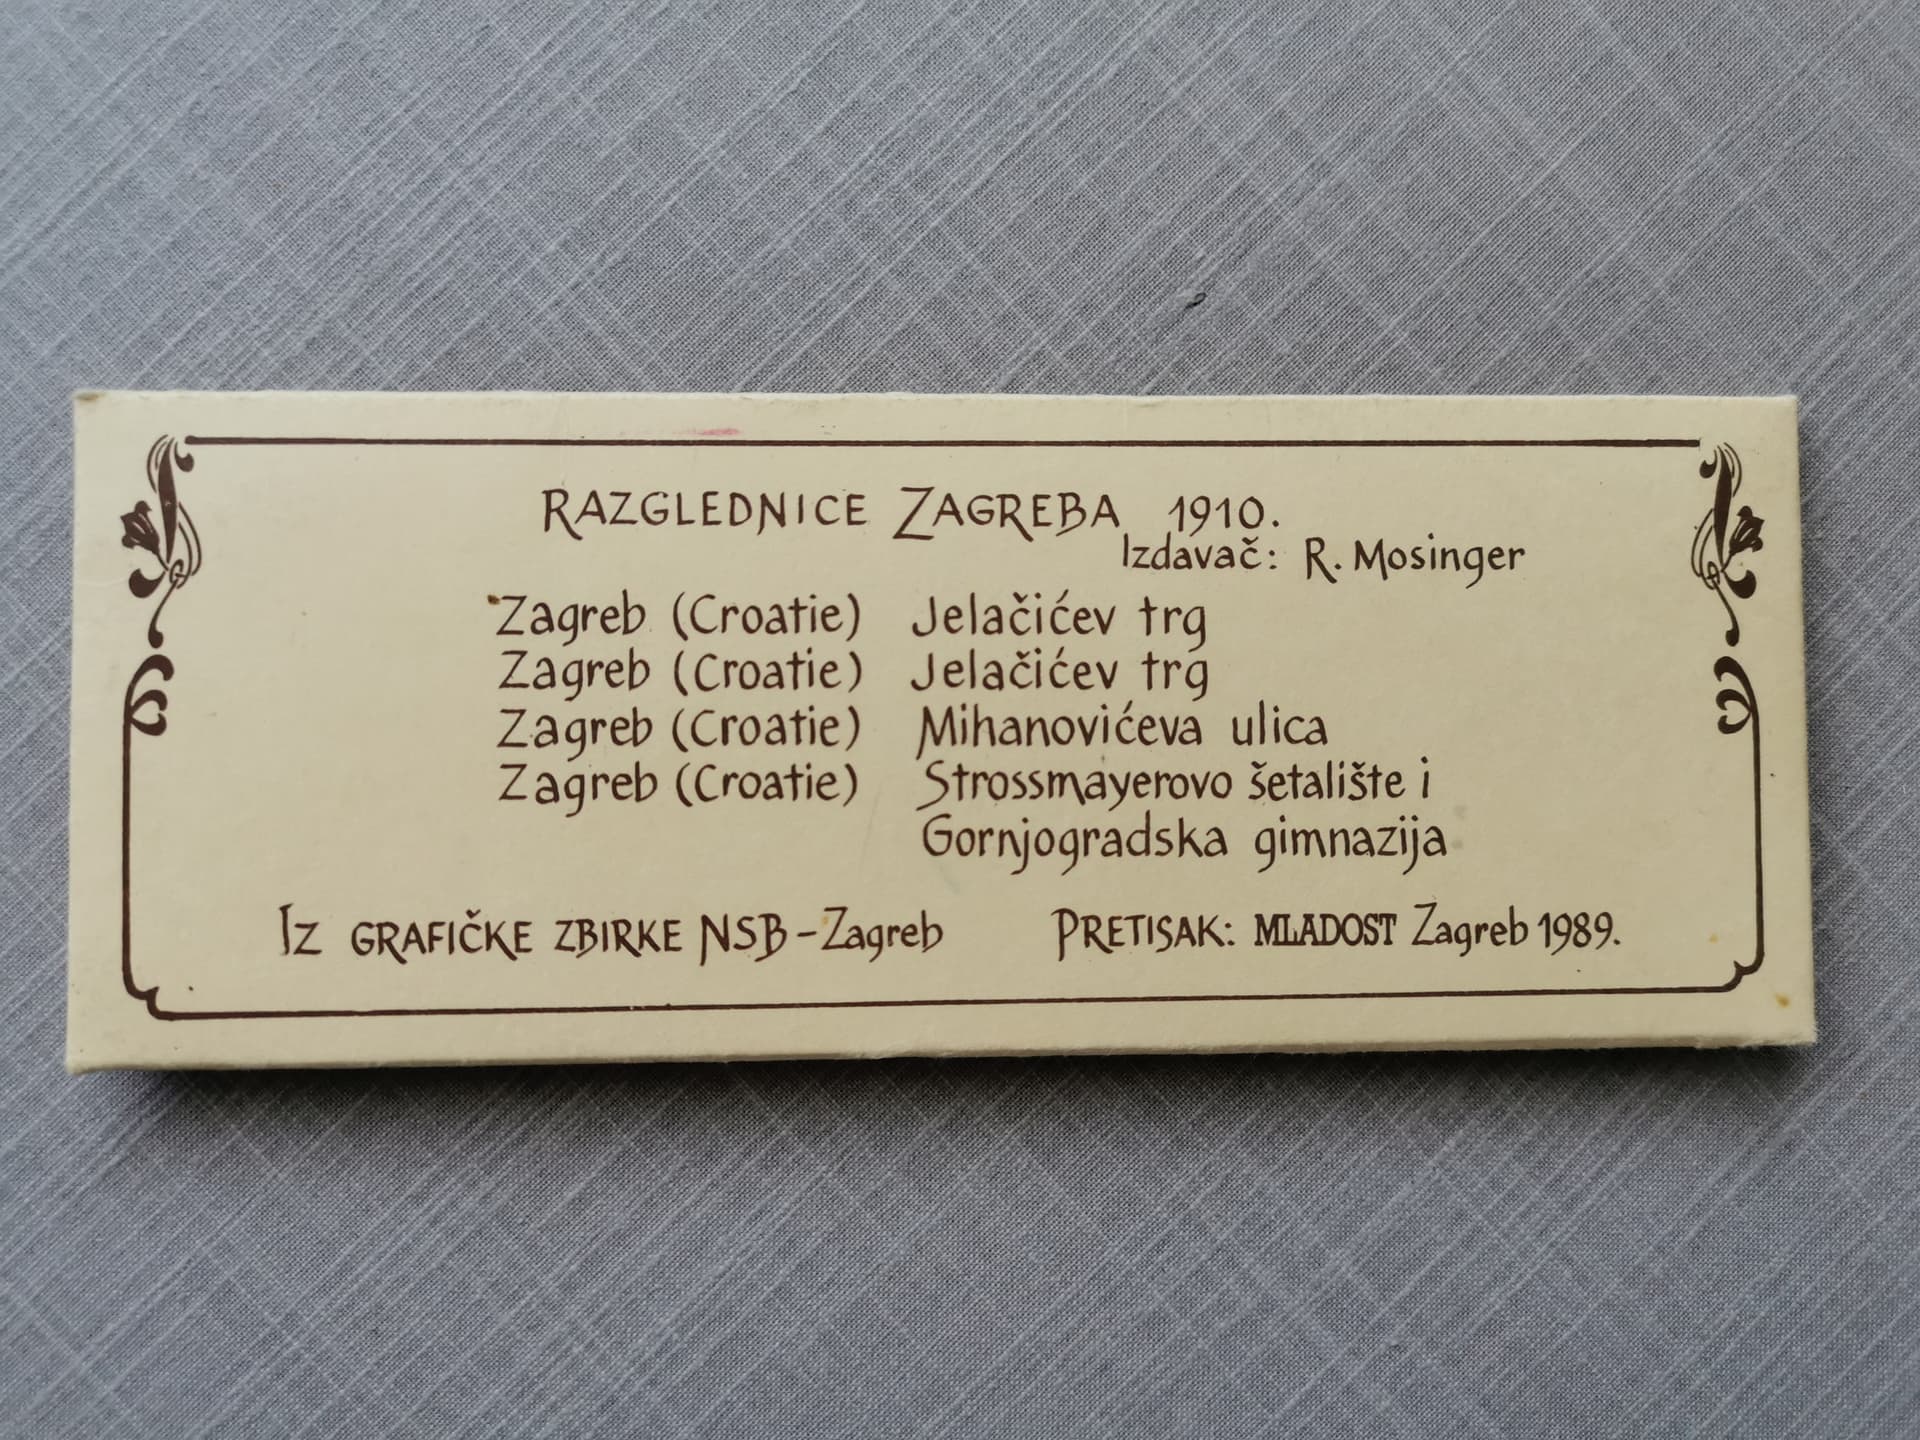 RAZGLEDNICE ZAGREBA 1910.
Izdavač: R. Mosinger
Zagreb (Croatie) Jelačićev trg
Zagreb (Croatie) Jelačićev trg
Zagreb (Croatie) Mihanovićeva ulica
Zagreb (Croatie) Strossmayerovo šetalište i
Gornjogradska gimnazija
IZ GRAFIČKE ZBIRKE NSB-Zagreb PRETISAK: MLADOST Zagreb 1989.